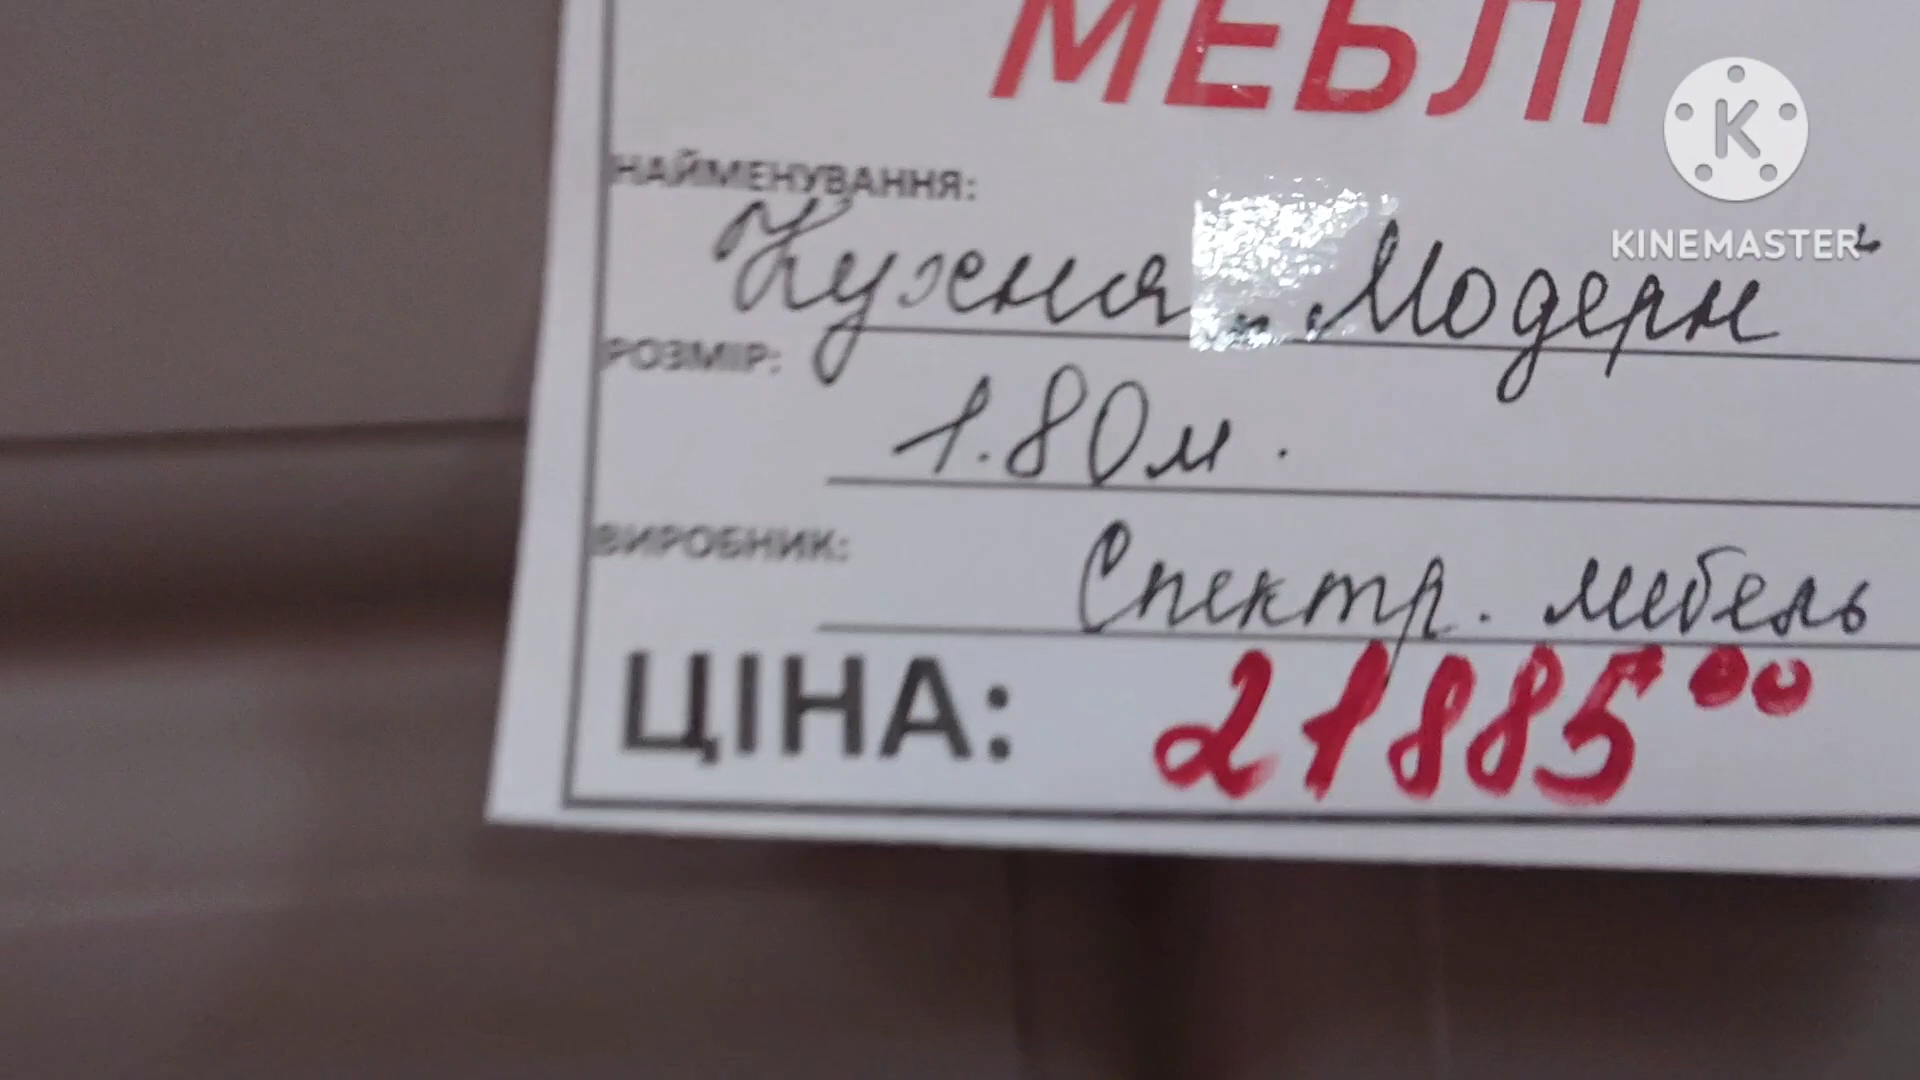 МЕБЛІ
KINEMASTER
НАЙМЕНУВАННЯ:
Кухня „Модерн"
РОЗМІР:
1.80м.
ВИРОБНИК:
Спектр. мебель
ЦІНА: 21885⁰⁰